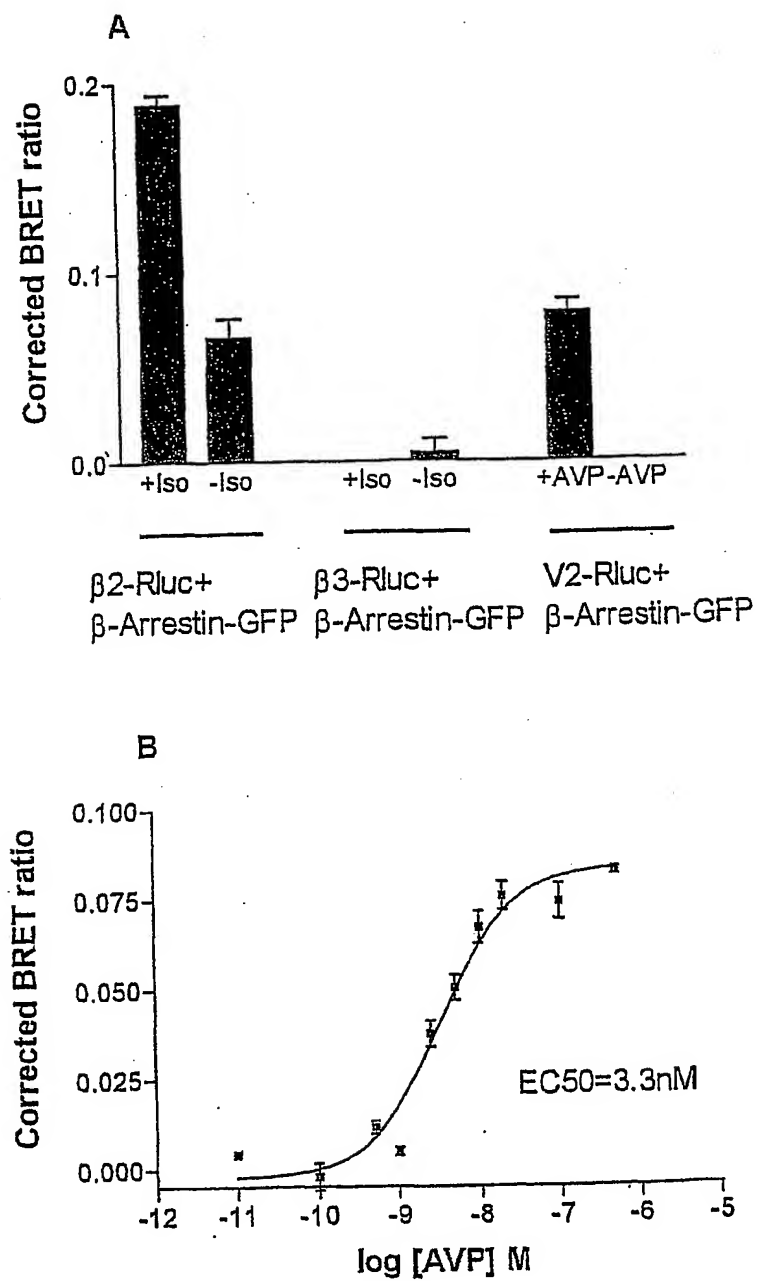 A
Corrected BRET ratio
0.2
0.1
0.0
+Iso -Iso
+Iso -Iso
+AVP-AVP
β2-Rluc+
β-Arrestin-GFP
β3-Rluc+
β-Arrestin-GFP
V2-Rluc+
β-Arrestin-GFP
B
Corrected BRET ratio
0.100
0.075
0.050
0.025
0.000
EC50=3.3nM
-12 -11 -10 -9 -8 -7 -6 -5
log [AVP] M